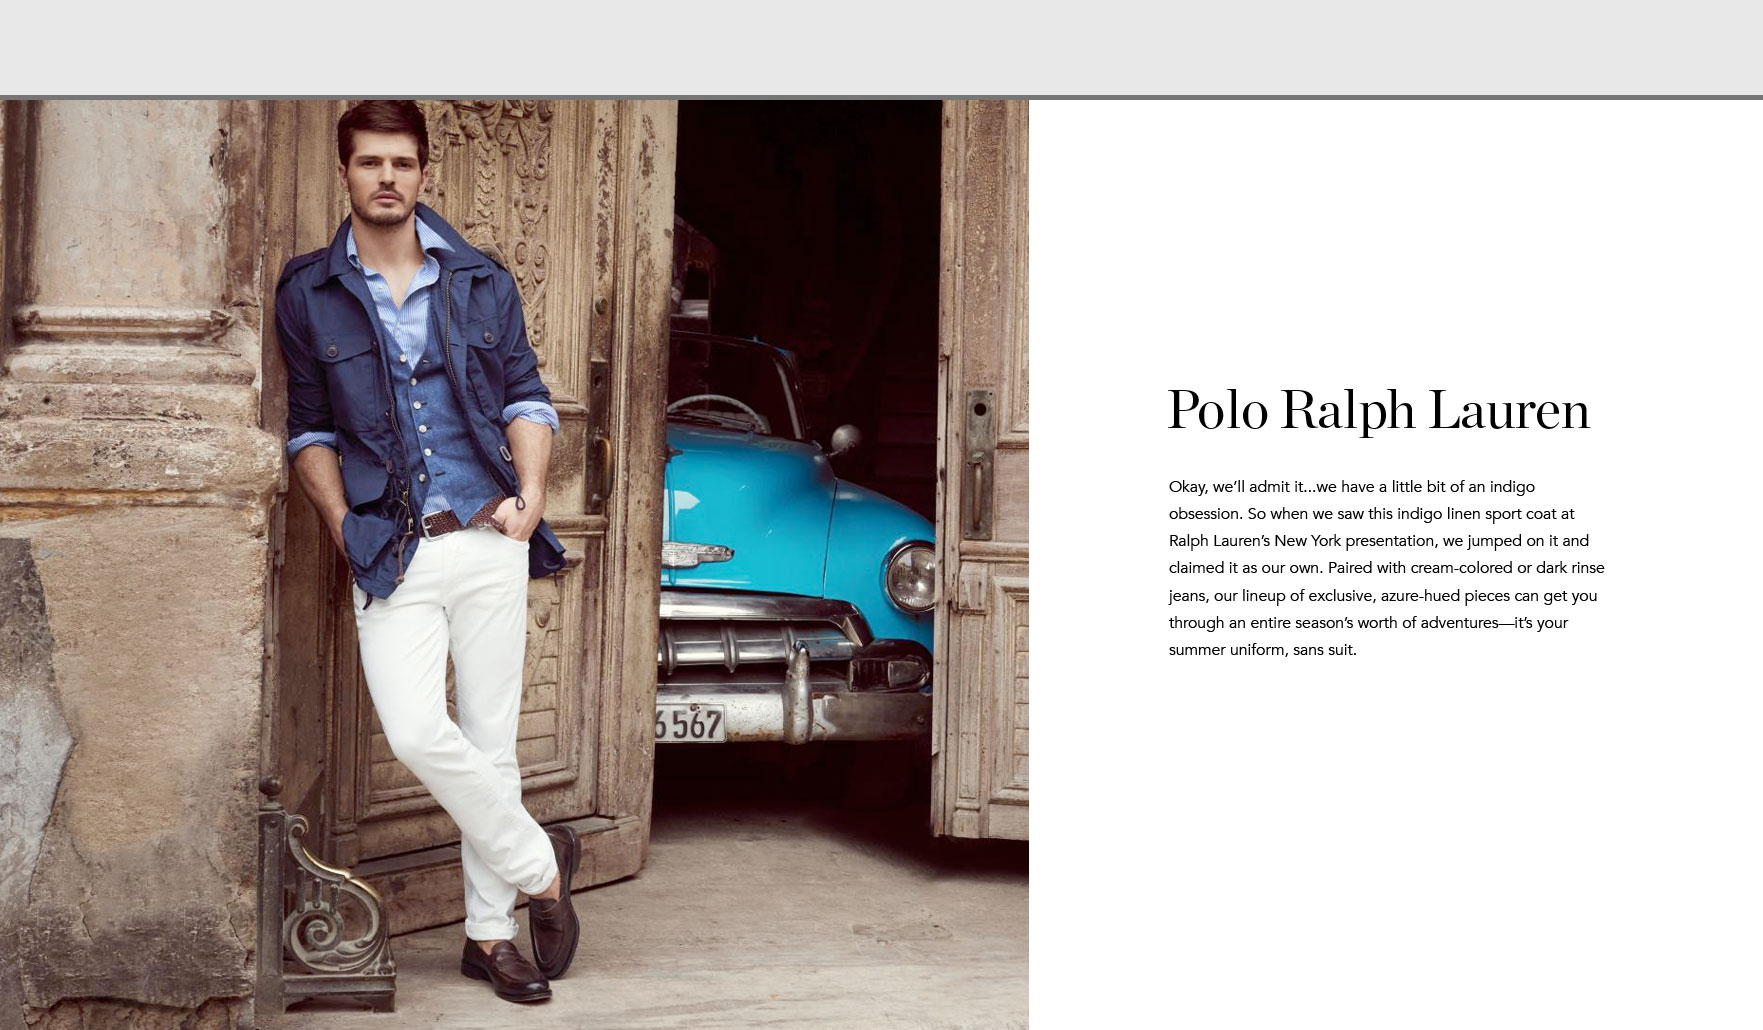 Polo Ralph Lauren
Okay, we’ll admit it...we have a little bit of an indigo
obsession. So when we saw this indigo linen sport coat at
Ralph Lauren’s New York presentation, we jumped on it and
claimed it as our own. Paired with cream-colored or dark rinse
jeans, our lineup of exclusive, azure-hued pieces can get you
through an entire season’s worth of adventures—it’s your
summer uniform, sans suit.
6 567